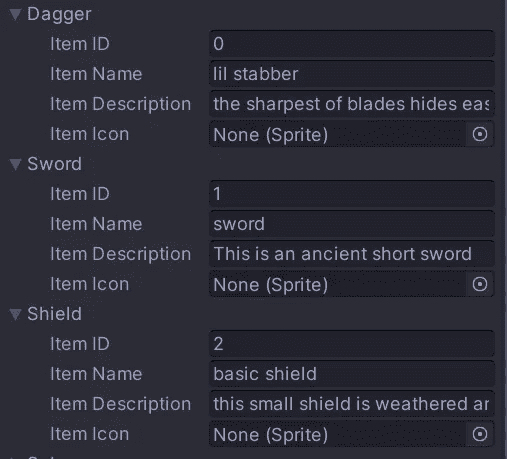 Dagger
Item ID 0
Item Name lil stabber
Item Description the sharpest of blades hides
Item Icon None (Sprite)
Sword
Item ID 1
Item Name sword
Item Description This is an ancient short sword
Item Icon None (Sprite)
Shield
Item ID 2
Item Name basic shield
Item Description this small shield is weathered
Item Icon None (Sprite)